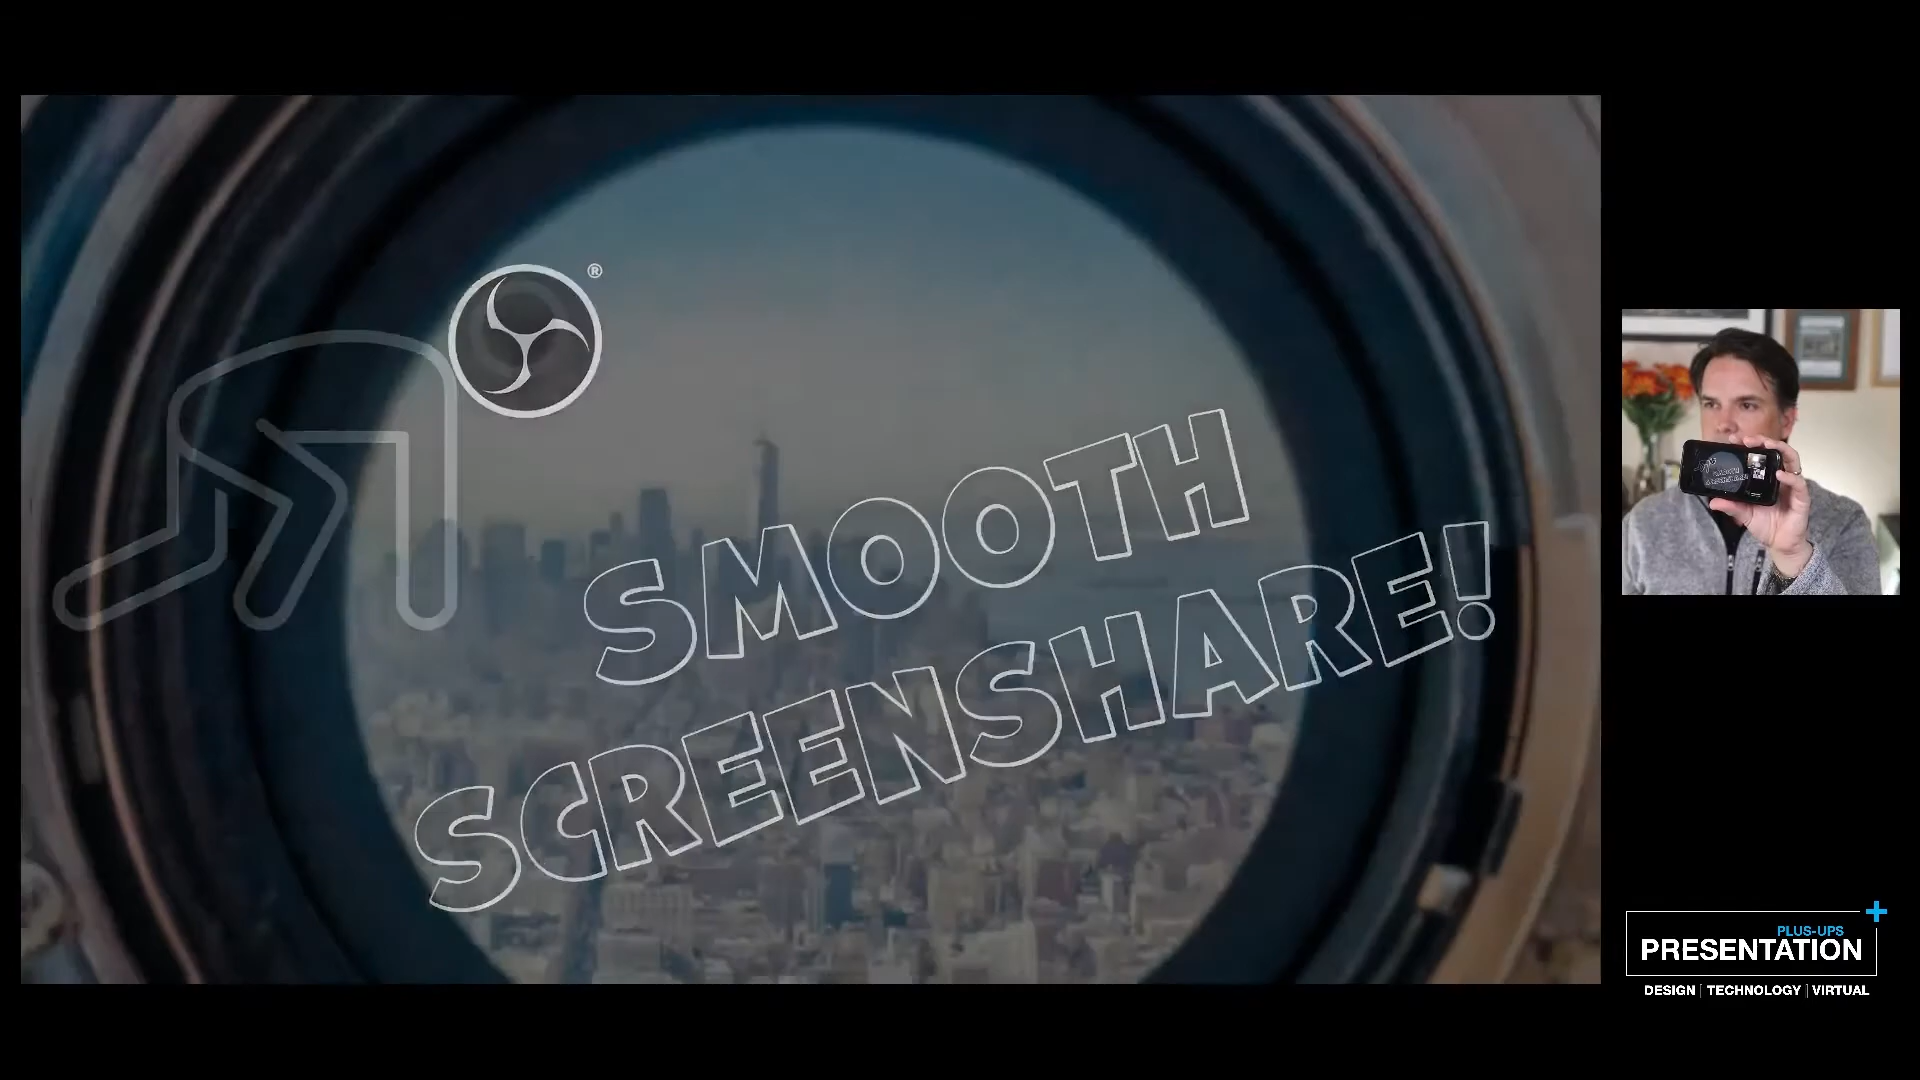 ®
SMOOTH
SCREENSHARE!
PLUS-UPS
PRESENTATION
DESIGN | TECHNOLOGY | VIRTUAL